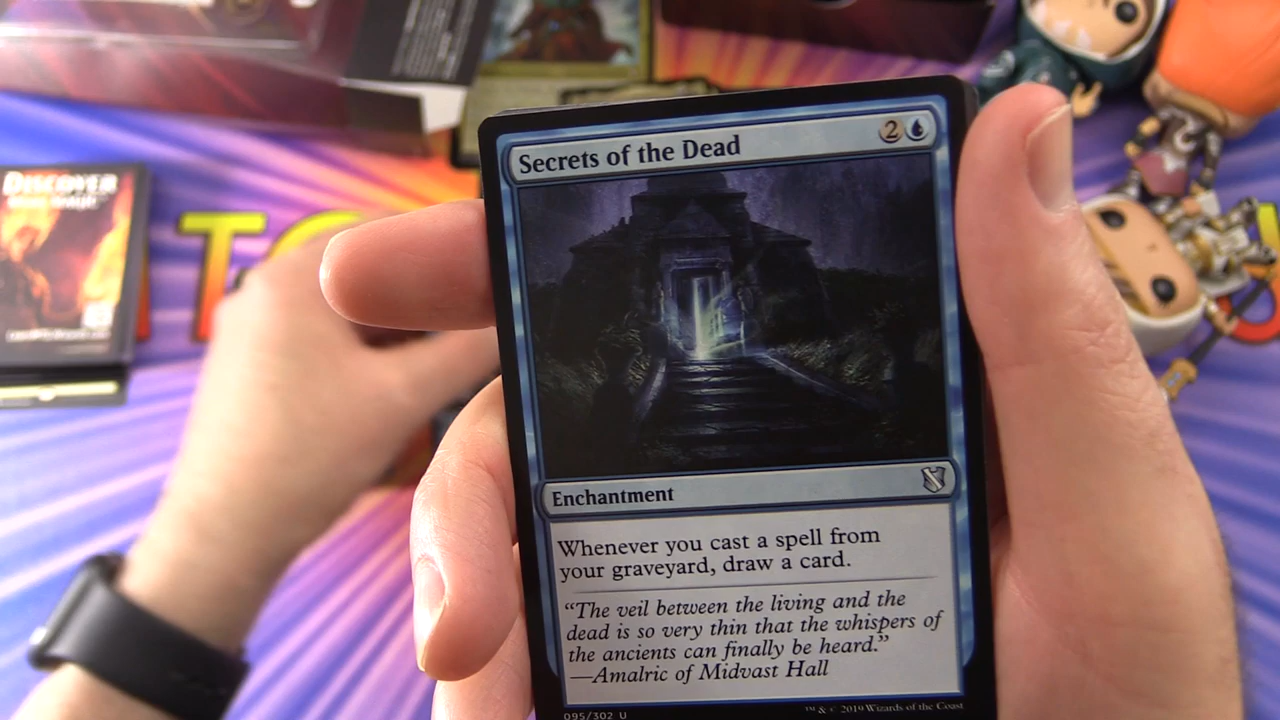 DISCOVER
TO
Secrets of the Dead
2
Enchantment
Whenever you cast a spell from
your graveyard, draw a card.
“The veil between the living and the
dead is so very thin that the whispers of
the ancients can finally be heard.”
—Amalric of Midvast Hall
095/302 U
™ & © 2019 Wizards of the Coast